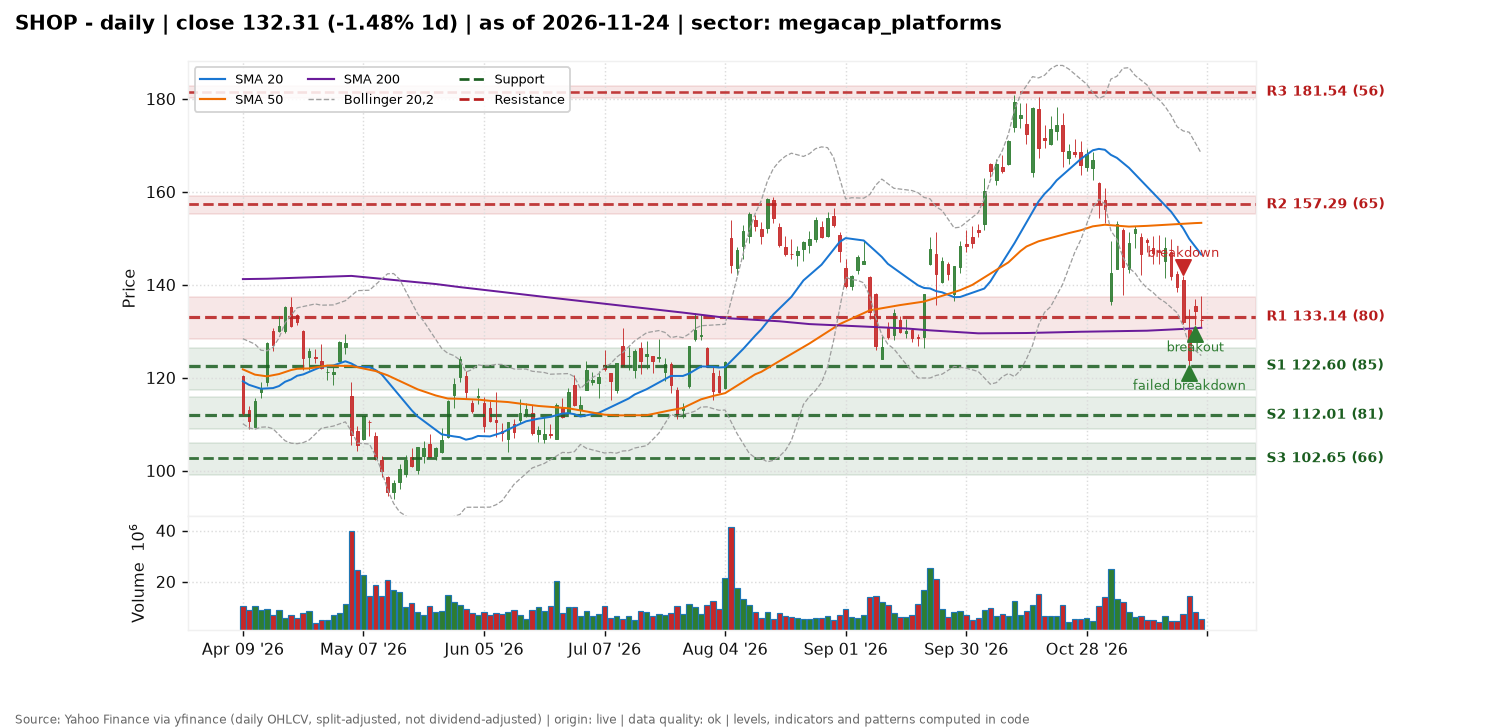 SHOP - daily | close 132.31 (-1.48% 1d) | as of 2026-11-24 | sector: megacap_platforms
SMA 20
SMA 50
SMA 200
Bollinger 20,2
Support
Resistance
Price
180
160
140
120
100
R3 181.54 (56)
R2 157.29 (65)
R1 133.14 (80)
S1 122.60 (85)
S2 112.01 (81)
S3 102.65 (66)
breakdown
breakout
failed breakdown
Volume 10⁶
40
20
Apr 09 '26
May 07 '26
Jun 05 '26
Jul 07 '26
Aug 04 '26
Sep 01 '26
Sep 30 '26
Oct 28 '26
Source: Yahoo Finance via yfinance (daily OHLCV, split-adjusted, not dividend-adjusted) | origin: live | data quality: ok | levels, indicators and patterns computed in code